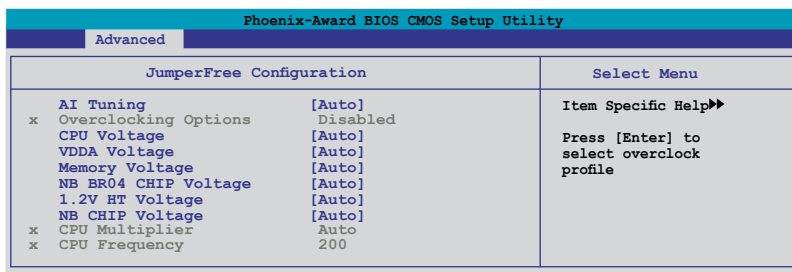 Phoenix-Award BIOS CMOS Setup Utility
Advanced
JumperFree Configuration
Select Menu
AI Tuning [Auto]
x Overclocking Options Disabled
CPU Voltage [Auto]
VDDA Voltage [Auto]
Memory Voltage [Auto]
NB BR04 CHIP Voltage [Auto]
1.2V HT Voltage [Auto]
NB CHIP Voltage [Auto]
x CPU Multiplier Auto
x CPU Frequency 200
Item Specific Help
Press [Enter] to
select overclock
profile